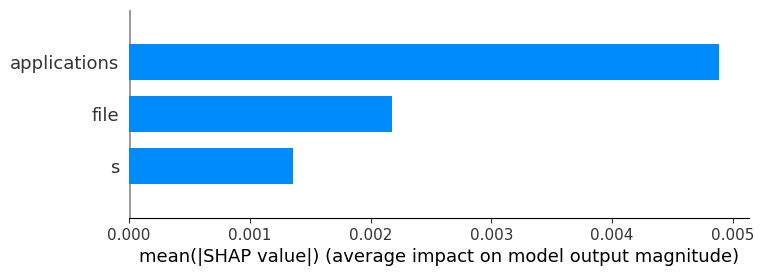 applications
file
s
0.000 0.001 0.002 0.003 0.004 0.005
mean(|SHAP value|) (average impact on model output magnitude)